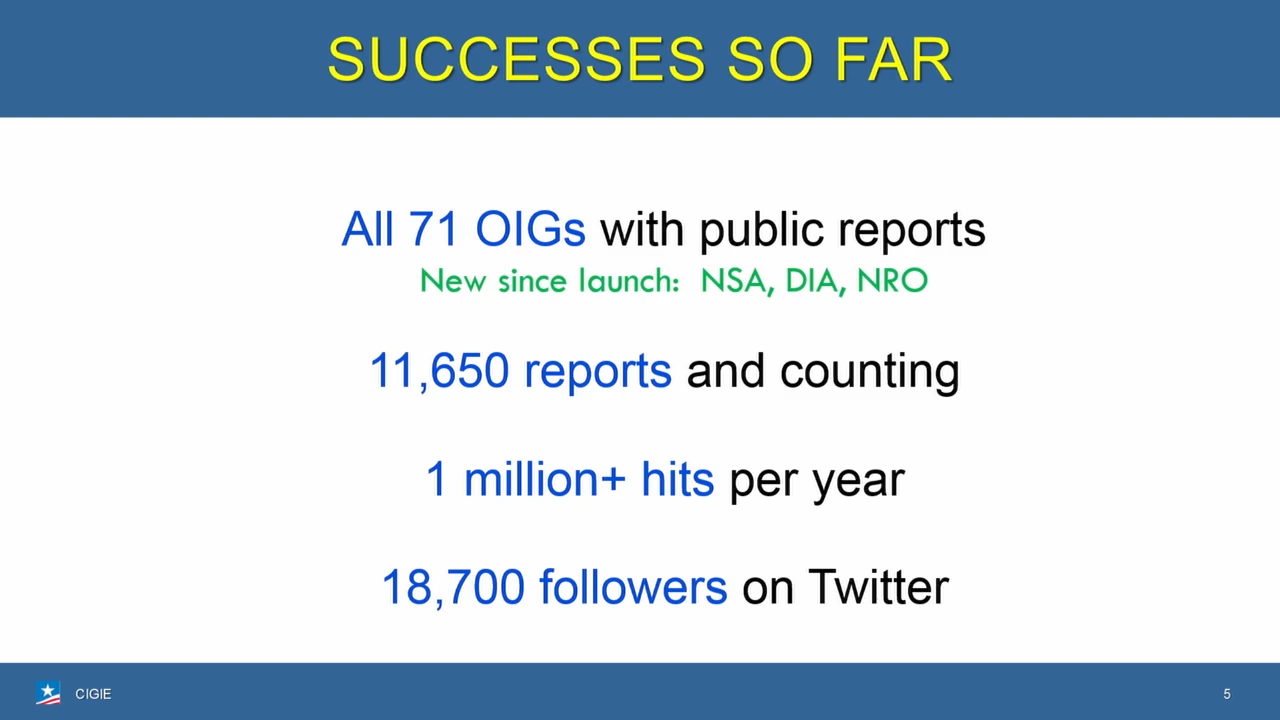 SUCCESSES SO FAR
All 71 OIGs with public reports
New since launch: NSA, DIA, NRO
11,650 reports and counting
1 million+ hits per year
18,700 followers on Twitter
CIGIE
5